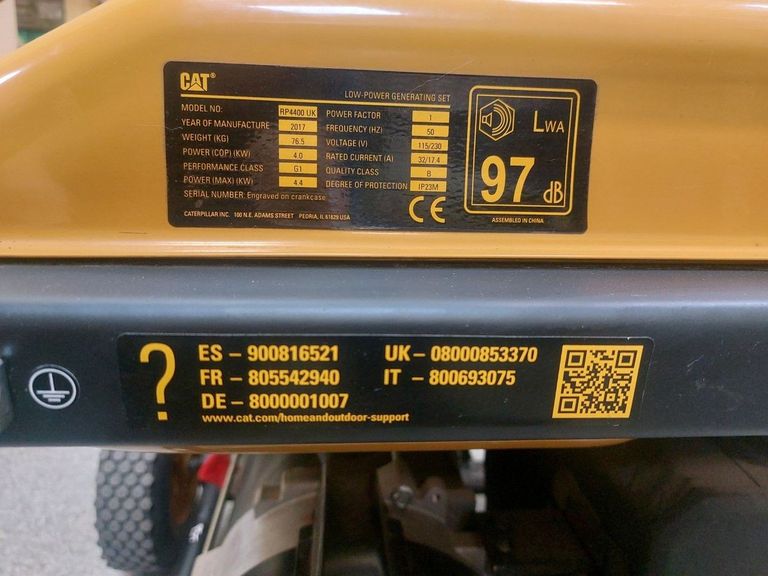 CAT®
LOW-POWER GENERATING SET
MODEL NO: RP4400 UK
YEAR OF MANUFACTURE 2017
WEIGHT (KG) 76.5
POWER (COP) (KW) 4.0
PERFORMANCE CLASS G1
POWER (MAX) (KW) 4.4
SERIAL NUMBER: Engraved on crankcase
POWER FACTOR 1
FREQUENCY (HZ) 50
VOLTAGE (V) 115/230
RATED CURRENT (A) 32/17.4
QUALITY CLASS B
DEGREE OF PROTECTION IP23M
CE
CATERPILLAR INC. 100 N.E. ADAMS STREET PEORIA, IL 61629 USA
LWA
97 dB
ASSEMBLED IN CHINA
?
ES – 900816521
FR – 805542940
DE – 8000001007
UK – 08000853370
IT – 800693075
www.cat.com/homeandoutdoor-support